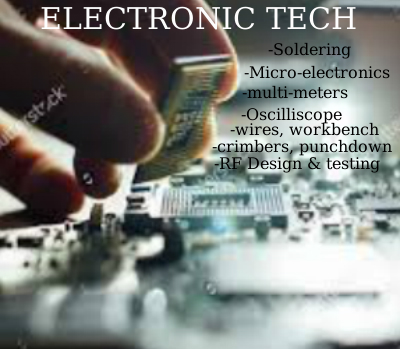 ELECTRONIC TECH
-Soldering
-Micro-electronics
-multi-meters
-Oscilliscope
-wires, workbench
-crimbers, punchdown
-RF Design & testing